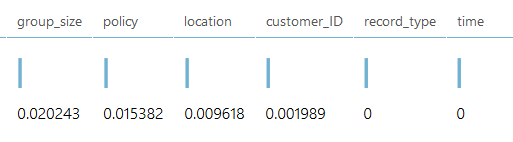 group_size policy location customer_ID record_type time
0.020243 0.015382 0.009618 0.001989 0 0